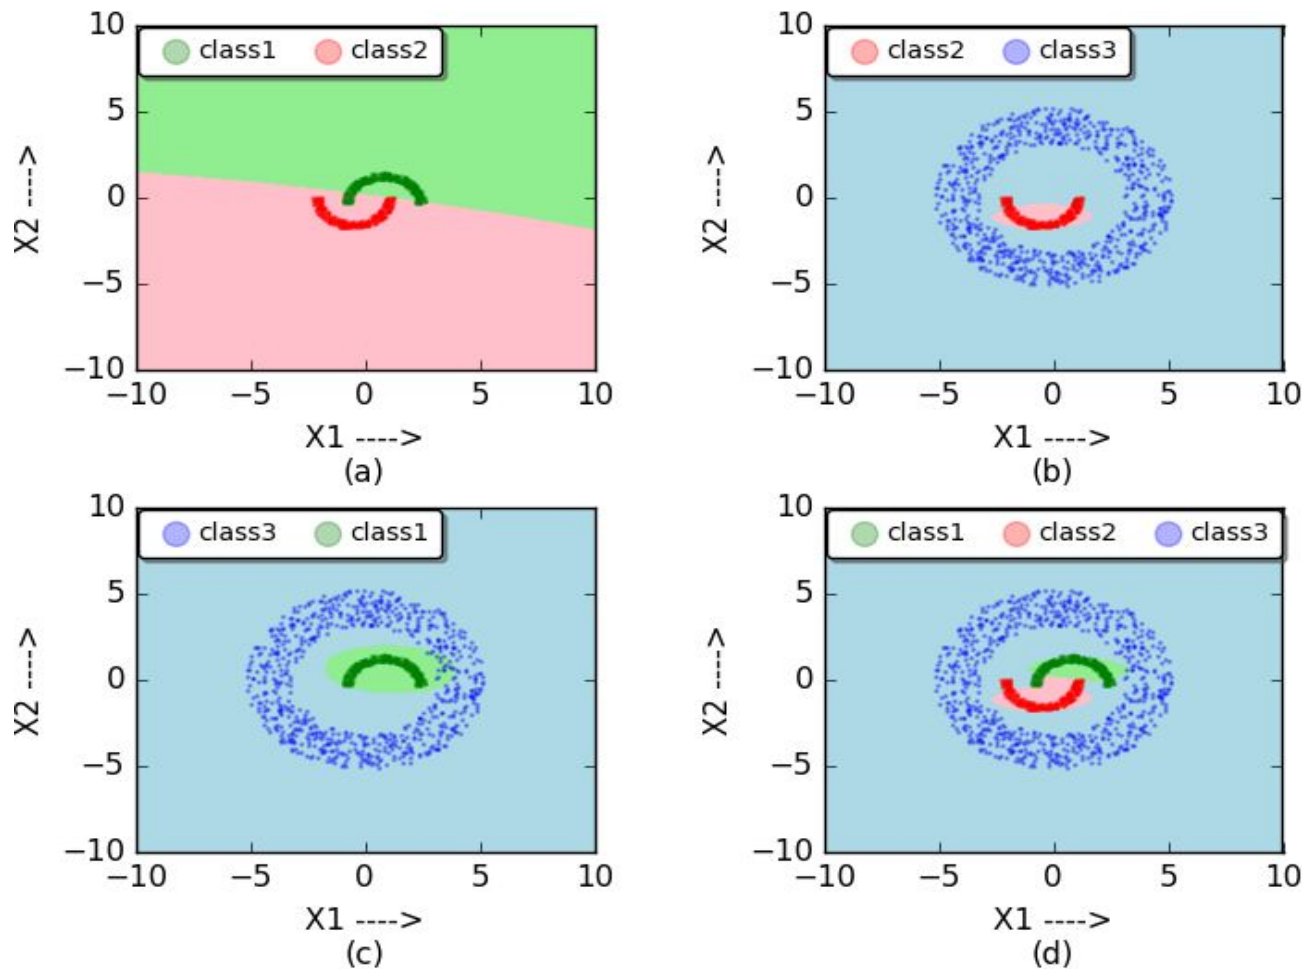 10
class1 class2
5
X2 ---->
0
−5
−10
−10 −5 0 5 10
X1 ---->
(a)
10
class2 class3
5
X2 ---->
0
−5
−10
−10 −5 0 5 10
X1 ---->
(b)
10
class3 class1
5
X2 ---->
0
−5
−10
−10 −5 0 5 10
X1 ---->
(c)
10
class1 class2 class3
5
X2 ---->
0
−5
−10
−10 −5 0 5 10
X1 ---->
(d)